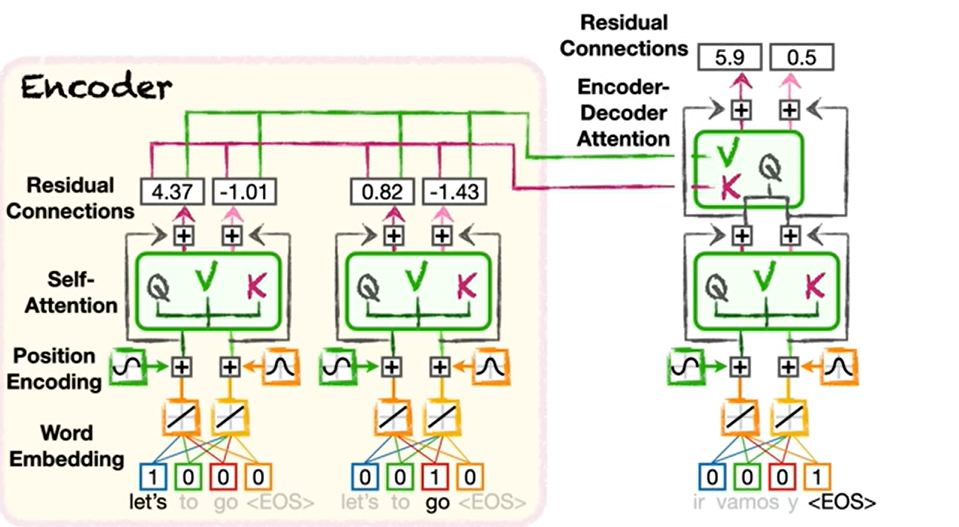 Encoder
Residual Connections
5.9 0.5
Encoder-Decoder Attention
V K Q
Residual Connections
4.37 -1.01 0.82 -1.43
+ + + + + +
Self-Attention
Q V K Q V K Q V K
Position Encoding
+ + + + + +
Word Embedding
1 0 0 0 0 0 1 0 0 0 0 1
let's to go <EOS> let's to go <EOS> ir vamos y <EOS>